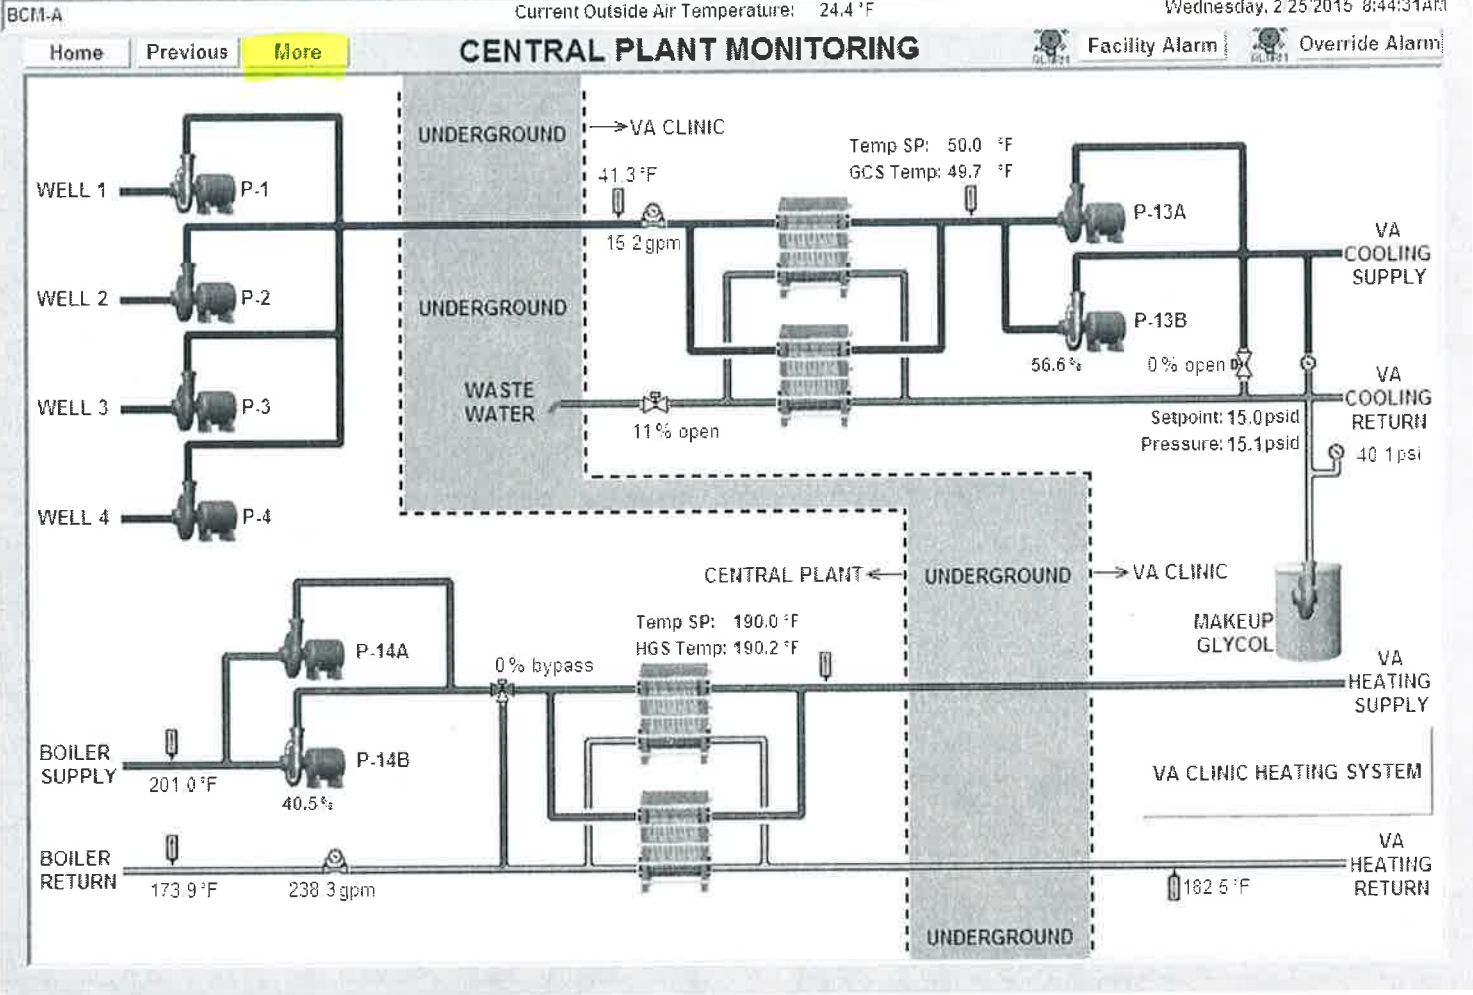 BCM-A
Current Outside Air Temperature: 24.4 °F
Wednesday, 2/25/2015 8:44:31AM
Home
Previous
More
CENTRAL PLANT MONITORING
Facility Alarm
Override Alarm
UNDERGROUND
VA CLINIC
Temp SP: 50.0 °F
GCS Temp: 49.7 °F
41.3 °F
WELL 1
P-1
P-13A
15.2 gpm
VA
COOLING
SUPPLY
WELL 2
P-2
UNDERGROUND
P-13B
56.6 %
0 % open
WELL 3
P-3
WASTE
WATER
11 % open
VA
COOLING
RETURN
Setpoint: 15.0 psid
Pressure: 15.1 psid
40.1 psi
WELL 4
P-4
CENTRAL PLANT
UNDERGROUND
VA CLINIC
MAKEUP
GLYCOL
Temp SP: 190.0 °F
HGS Temp: 190.2 °F
P-14A
0 % bypass
VA
HEATING
SUPPLY
BOILER
SUPPLY
201.0 °F
P-14B
40.5 %
VA CLINIC HEATING SYSTEM
BOILER
RETURN
173.9 °F
238.3 gpm
VA
HEATING
RETURN
182.5 °F
UNDERGROUND